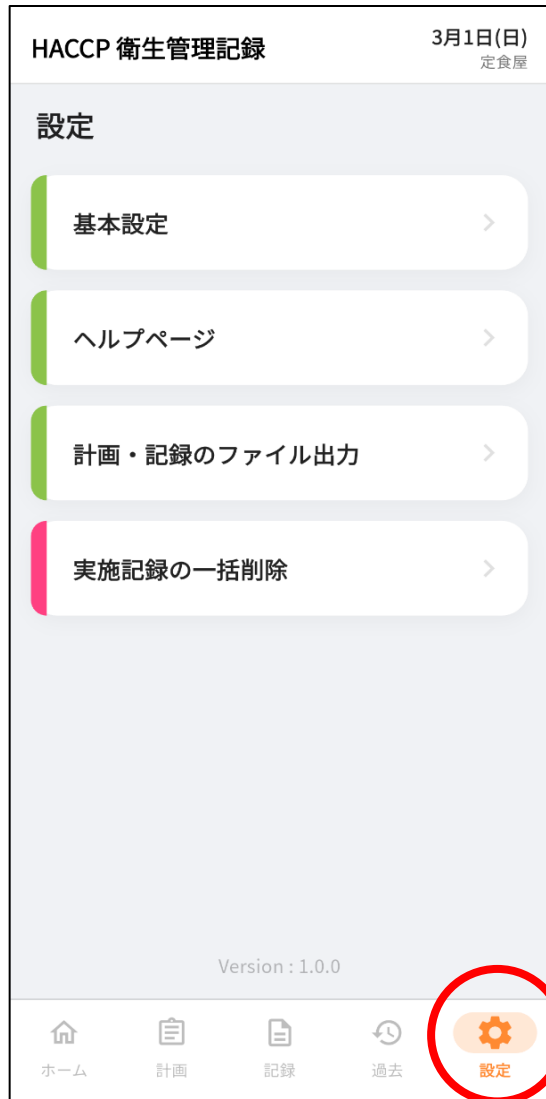 HACCP 衛生管理記録
3月1日(日)
定食屋
設定
基本設定
ヘルプページ
計画・記録のファイル出力
実施記録の一括削除
Version : 1.0.0
ホーム
計画
記録
過去
設定